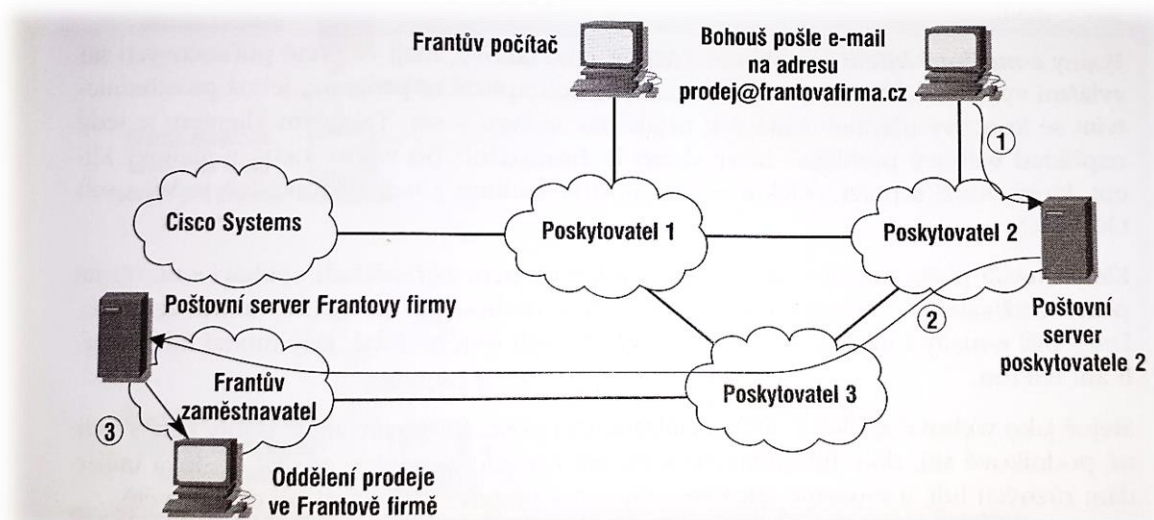 Frantův počítač
Bohouš pošle e-mail
na adresu
prodej@frantovafirma.cz
1
Cisco Systems
Poskytovatel 1
Poskytovatel 2
Poštovní server Frantovy firmy
2
Poštovní
server
poskytovatele 2
Frantův
zaměstnavatel
Poskytovatel 3
3
Oddělení prodeje
ve Frantově firmě